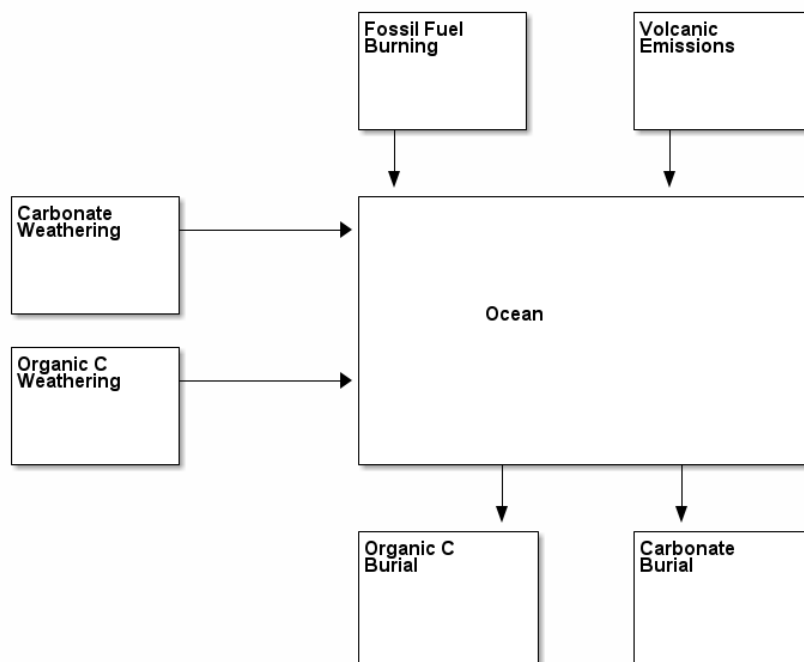 Fossil Fuel
Burning
Volcanic
Emissions
Carbonate
Weathering
Ocean
Organic C
Weathering
Organic C
Burial
Carbonate
Burial